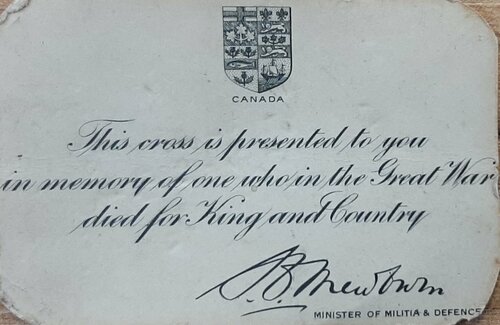 CANADA
This cross is presented to you
in memory of one who in the Great War
died for King and Country
S.C. Mewburn
MINISTER OF MILITIA & DEFENCE